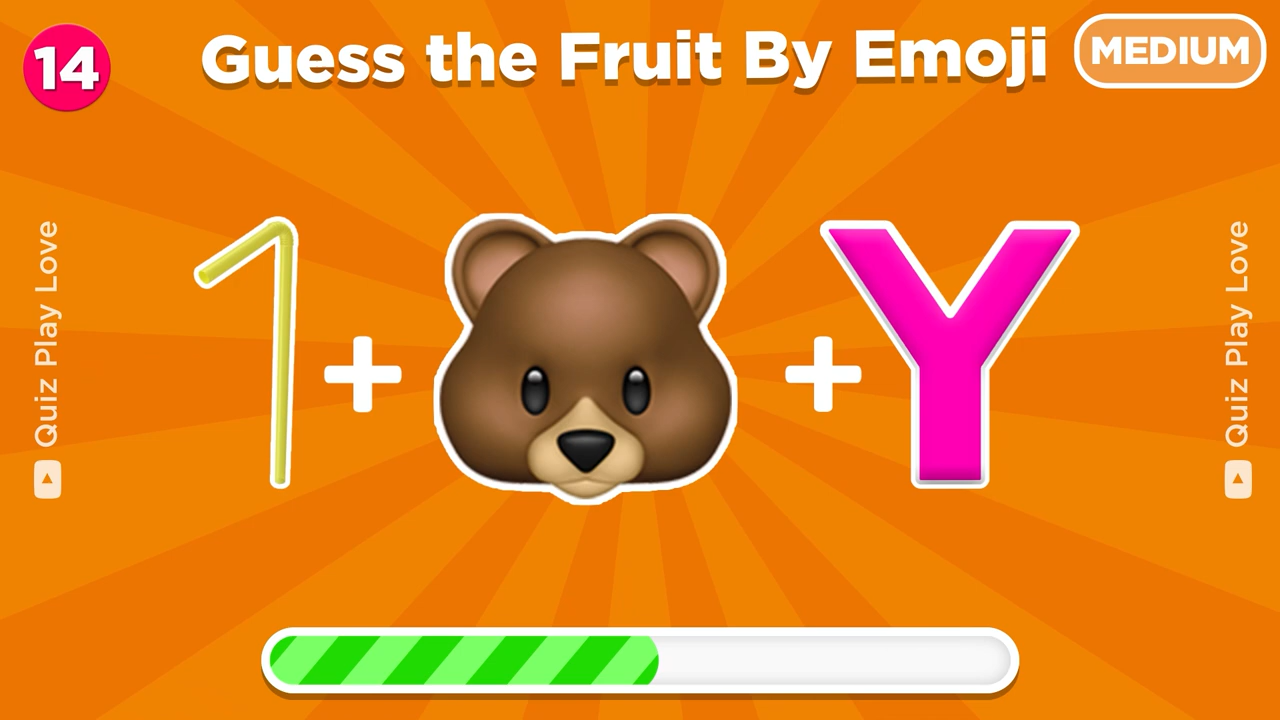 14
Guess the Fruit By Emoji
MEDIUM
Quiz Play Love
+
+
Y
Quiz Play Love